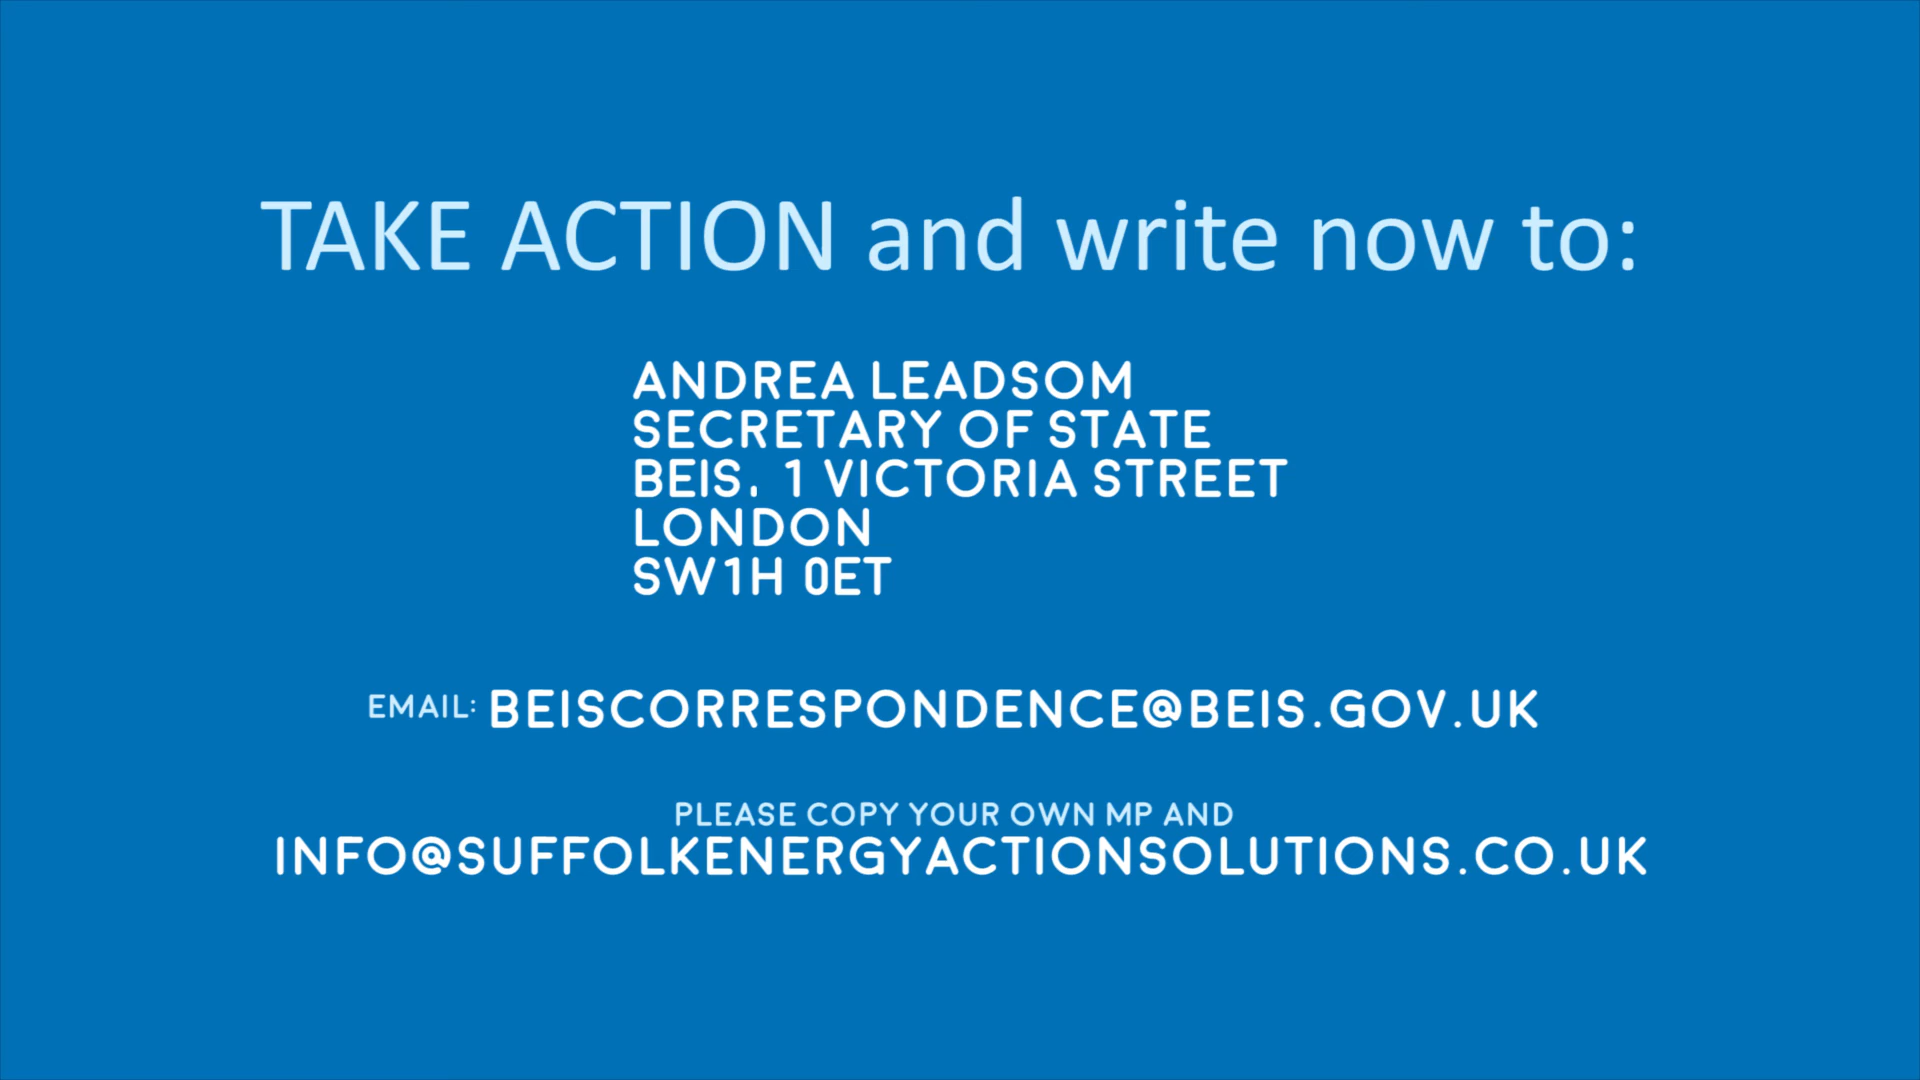 TAKE ACTION and write now to:
ANDREA LEADSOM
SECRETARY OF STATE
BEIS. 1 VICTORIA STREET
LONDON
SW1H 0ET
EMAIL: BEISCORRESPONDENCE@BEIS.GOV.UK
PLEASE COPY YOUR OWN MP AND
INFO@SUFFOLKENERGYACTIONSOLUTIONS.CO.UK